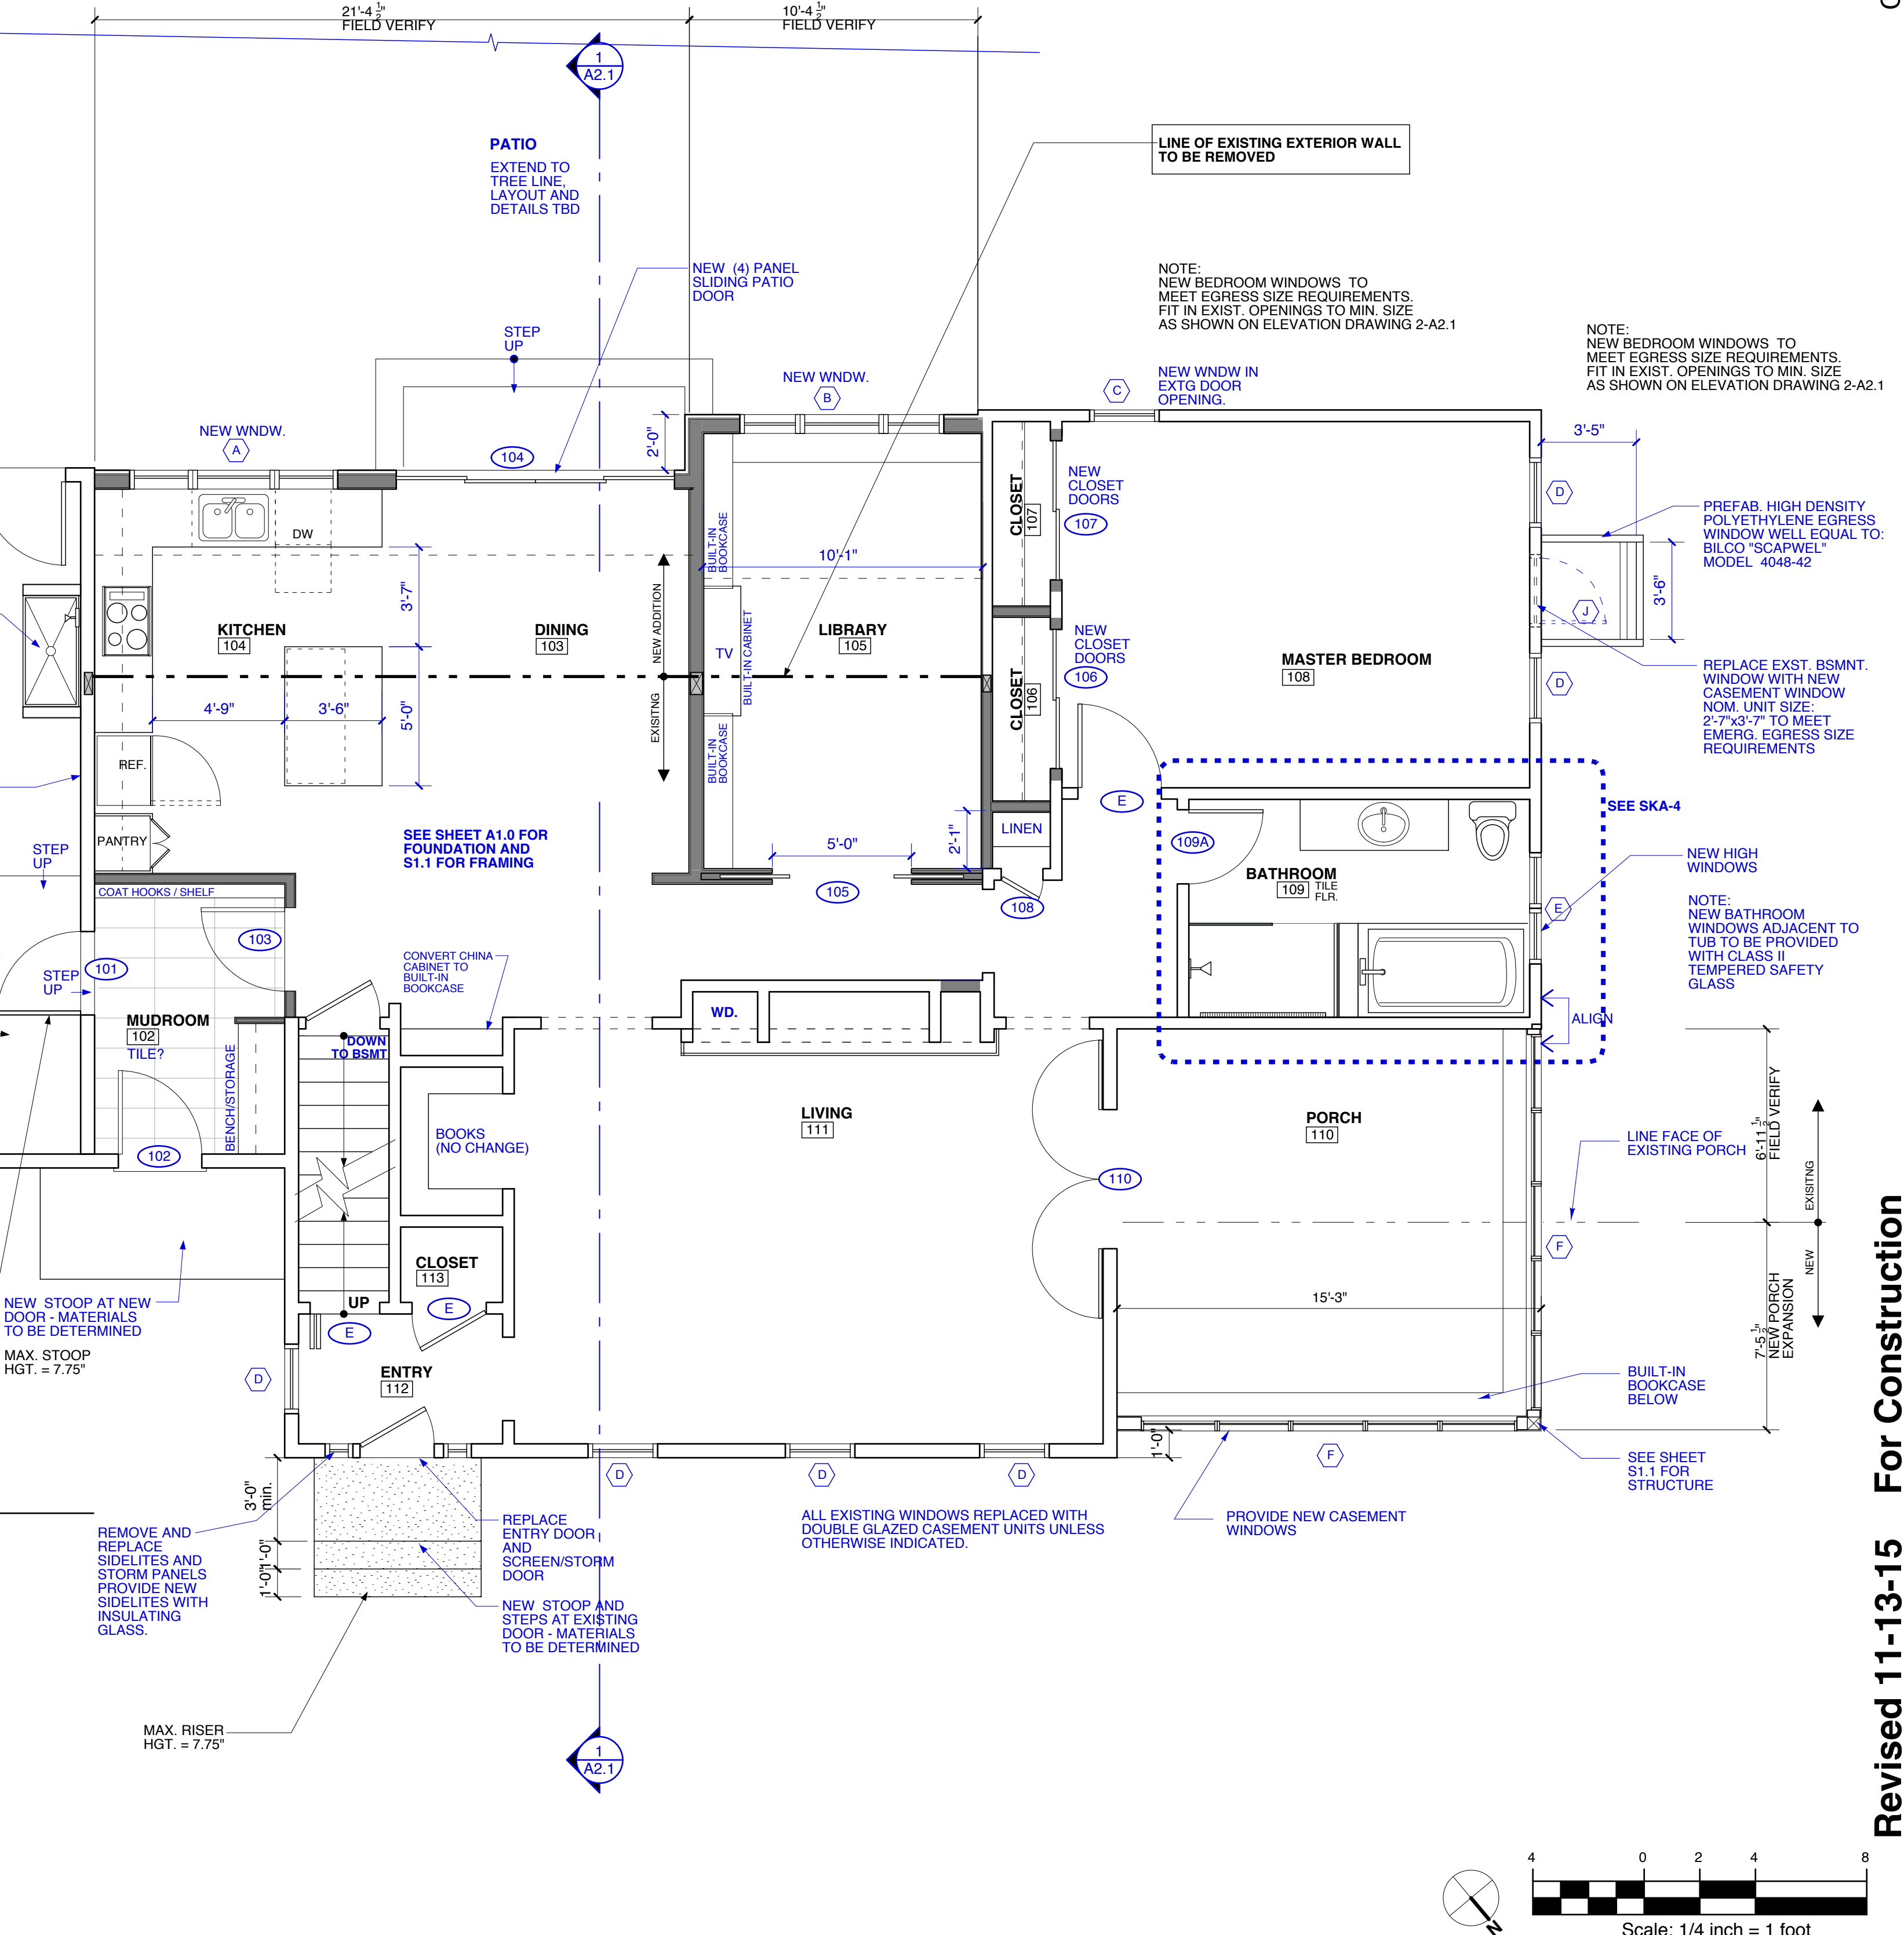 21'-4 1/2"
FIELD VERIFY
10'-4 1/2"
FIELD VERIFY
1
A2.1
PATIO
EXTEND TO
TREE LINE,
LAYOUT AND
DETAILS TBD
LINE OF EXISTING EXTERIOR WALL
TO BE REMOVED
NEW (4) PANEL
SLIDING PATIO
DOOR
STEP
UP
NOTE:
NEW BEDROOM WINDOWS TO
MEET EGRESS SIZE REQUIREMENTS.
FIT IN EXIST. OPENINGS TO MIN. SIZE
AS SHOWN ON ELEVATION DRAWING 2-A2.1
NOTE:
NEW BEDROOM WINDOWS TO
MEET EGRESS SIZE REQUIREMENTS.
FIT IN EXIST. OPENINGS TO MIN. SIZE
AS SHOWN ON ELEVATION DRAWING 2-A2.1
NEW WNDW.
B
C
NEW WNDW IN
EXTG DOOR
OPENING.
NEW WNDW.
A
104
2'-0"
3'-5"
NEW
CLOSET
DOORS
107
CLOSET
107
D
PREFAB. HIGH DENSITY
POLYETHYLENE EGRESS
WINDOW WELL EQUAL TO:
BILCO "SCAPWEL"
MODEL 4048-42
DW
BUILT-IN
BOOKCASE
10'-1"
3'-7"
NEW ADDITION
3'-6"
J
KITCHEN
104
DINING
103
LIBRARY
105
TV
BUILT-IN CABINET
NEW
CLOSET
DOORS
106
CLOSET
106
MASTER BEDROOM
108
D
REPLACE EXST. BSMNT.
WINDOW WITH NEW
CASEMENT WINDOW
NOM. UNIT SIZE:
2'-7"x3'-7" TO MEET
EMERG. EGRESS SIZE
REQUIREMENTS
4'-9"
3'-6"
5'-0"
EXISITNG
BUILT-IN
BOOKCASE
REF.
PANTRY
SEE SHEET A1.0 FOR
FOUNDATION AND
S1.1 FOR FRAMING
5'-0"
2'-1"
LINEN
E
SEE SKA-4
109A
BATHROOM
109
TILE
FLR.
NEW HIGH
WINDOWS
STEP
UP
COAT HOOKS / SHELF
105
108
E
NOTE:
NEW BATHROOM
WINDOWS ADJACENT TO
TUB TO BE PROVIDED
WITH CLASS II
TEMPERED SAFETY
GLASS
103
101
STEP
UP
CONVERT CHINA
CABINET TO
BUILT-IN
BOOKCASE
MUDROOM
102
TILE?
WD.
ALIGN
DOWN
TO BSMT
BENCH/STORAGE
102
BOOKS
(NO CHANGE)
LIVING
111
PORCH
110
110
6'-11 1/2"
FIELD VERIFY
LINE FACE OF
EXISTING PORCH
EXISITNG
F
NEW
CLOSET
113
UP
E
E
NEW STOOP AT NEW
DOOR - MATERIALS
TO BE DETERMINED
MAX. STOOP
HGT. = 7.75"
15'-3"
7'-5 1/2"
NEW PORCH
EXPANSION
D
ENTRY
112
BUILT-IN
BOOKCASE
BELOW
1'-0"
F
D
D
D
SEE SHEET
S1.1 FOR
STRUCTURE
3'-0"
min.
1'-0"
1'-0"
REMOVE AND
REPLACE
SIDELITES AND
STORM PANELS
PROVIDE NEW
SIDELITES WITH
INSULATING
GLASS.
REPLACE
ENTRY DOOR
AND
SCREEN/STORM
DOOR
ALL EXISTING WINDOWS REPLACED WITH
DOUBLE GLAZED CASEMENT UNITS UNLESS
OTHERWISE INDICATED.
PROVIDE NEW CASEMENT
WINDOWS
NEW STOOP AND
STEPS AT EXISTING
DOOR - MATERIALS
TO BE DETERMINED
MAX. RISER
HGT. = 7.75"
1
A2.1
Revised 11-13-15 For Construction
4 0 2 4 8
N
Scale: 1/4 inch = 1 foot